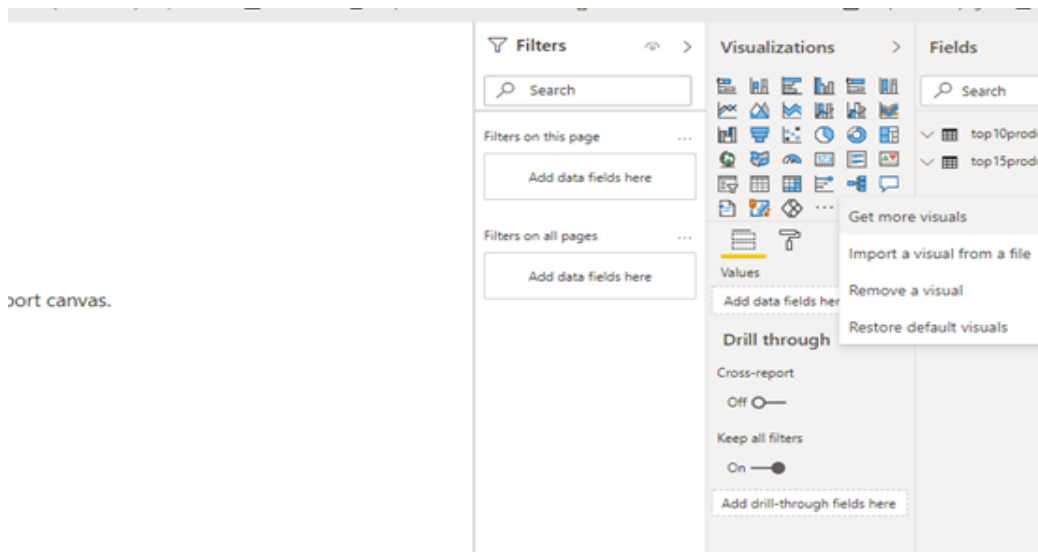 port canvas.
Filters
Search
Filters on this page
...
Add data fields here
Filters on all pages
...
Add data fields here
Visualizations
...
Values
Add data fields her
Drill through
Cross-report
Off
Keep all filters
On
Add drill-through fields here
Get more visuals
Import a visual from a file
Remove a visual
Restore default visuals
Fields
Search
top10prod
top15prod